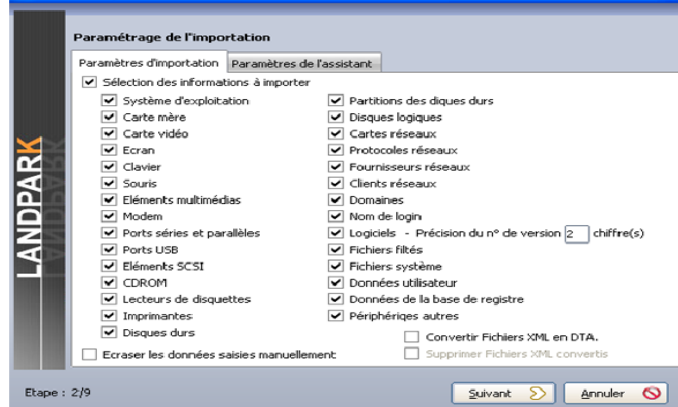 Paramétrage de l'importation
Paramètres d'importation Paramètres de l'assistant
Sélection des informations à importer
Système d'exploitation Partitions des diques durs
Carte mère Disques logiques
Carte vidéo Cartes réseaux
Ecran Protocoles réseaux
Clavier Fournisseurs réseaux
Souris Clients réseaux
Eléments multimédias Domaines
Modem Nom de login
Ports séries et parallèles Logiciels - Précision du n° de version 2 chiffre(s)
Ports USB Fichiers filtés
Eléments SCSI Fichiers système
CDROM Données utilisateur
Lecteurs de disquettes Données de la base de registre
Imprimantes Périphériqes autres
Disques durs Convertir Fichiers XML en DTA.
Ecraser les données saisies manuellement Supprimer Fichiers XML convertis
LANDPARK
Etape : 2/9 Suivant Annuler